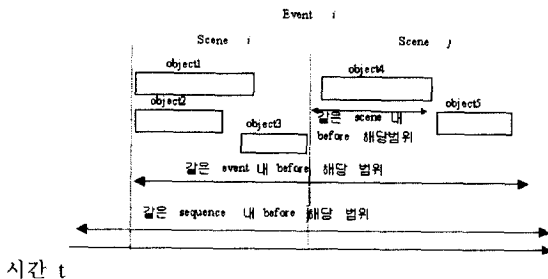 Event i
Scene i Scene j
object1 object4
object2 object5
object3
같은 scene 내
before 해당범위
같은 event 내 before 해당 범위
같은 sequence 내 before 해당 범위
시간 t